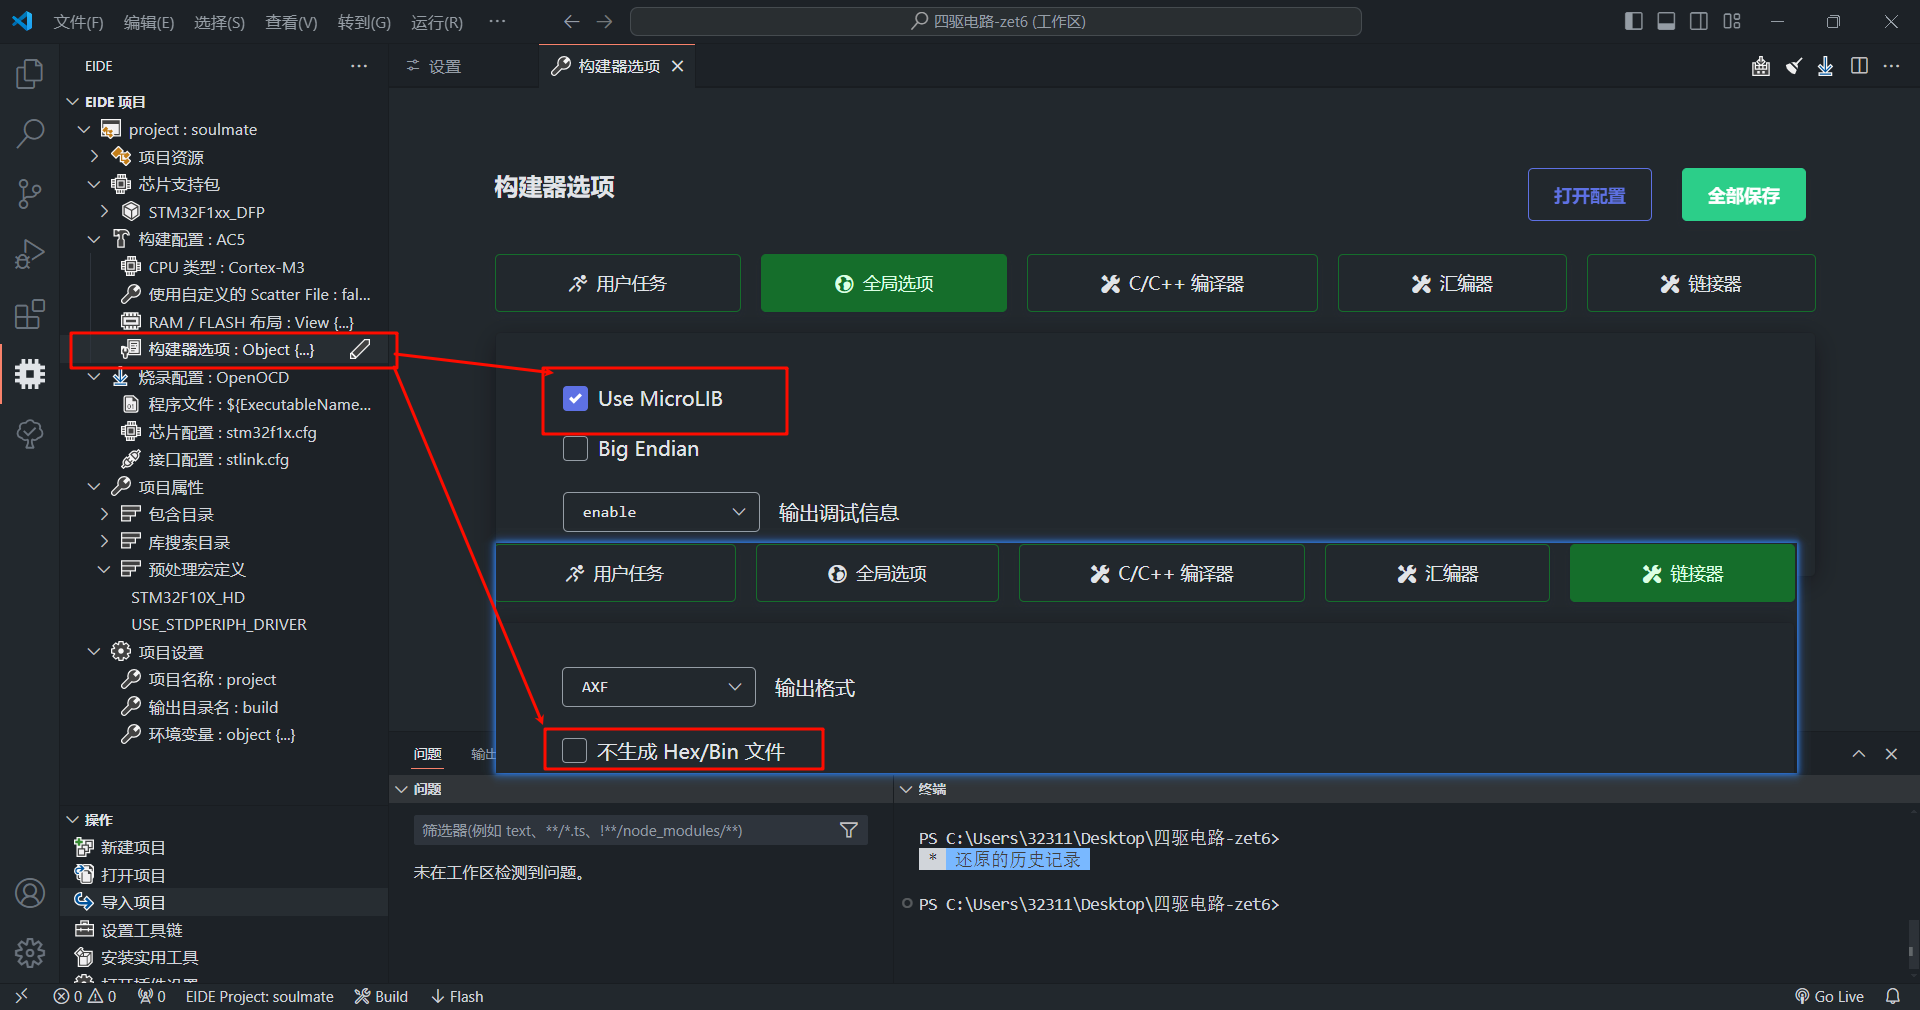 文件(F) 编辑(E) 选择(S) 查看(V) 转到(G) 运行(R) ···
四驱电路-zet6 (工作区)
EIDE
EIDE 项目
project : soulmate
项目资源
芯片支持包
STM32F1xx_DFP
构建配置 : AC5
CPU 类型 : Cortex-M3
使用自定义的 Scatter File : fal...
RAM / FLASH 布局 : View {...}
构建器选项 : Object {...}
烧录配置 : OpenOCD
程序文件 : ${ExecutableName...
芯片配置 : stm32f1x.cfg
接口配置 : stlink.cfg
项目属性
包含目录
库搜索目录
预处理宏定义
STM32F10X_HD
USE_STDPERIPH_DRIVER
项目设置
项目名称 : project
输出目录名 : build
环境变量 : object {...}
操作
新建项目
打开项目
导入项目
设置工具链
安装实用工具
打开插件设置
设置
构建器选项
构建器选项
打开配置
全部保存
用户任务
全局选项
C/C++ 编译器
汇编器
链接器
Use MicroLIB
Big Endian
enable
输出调试信息
用户任务
全局选项
C/C++ 编译器
汇编器
链接器
AXF
输出格式
不生成 Hex/Bin 文件
问题
输出
问题
筛选器(例如 text、**/*.ts、!**/node_modules/**)
未在工作区检测到问题。
终端
PS C:\Users\32311\Desktop\四驱电路-zet6>
* 还原的历史记录
PS C:\Users\32311\Desktop\四驱电路-zet6>
0 0 0 EIDE Project: soulmate Build Flash
Go Live